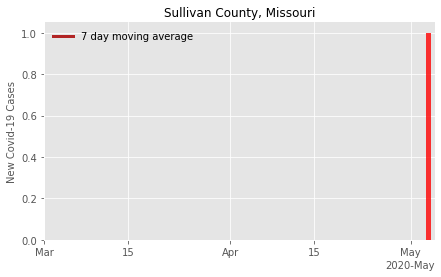 Sullivan County, Missouri
7 day moving average
New Covid-19 Cases
1.0
0.8
0.6
0.4
0.2
0.0
Mar
15
Apr
15
May
2020-May